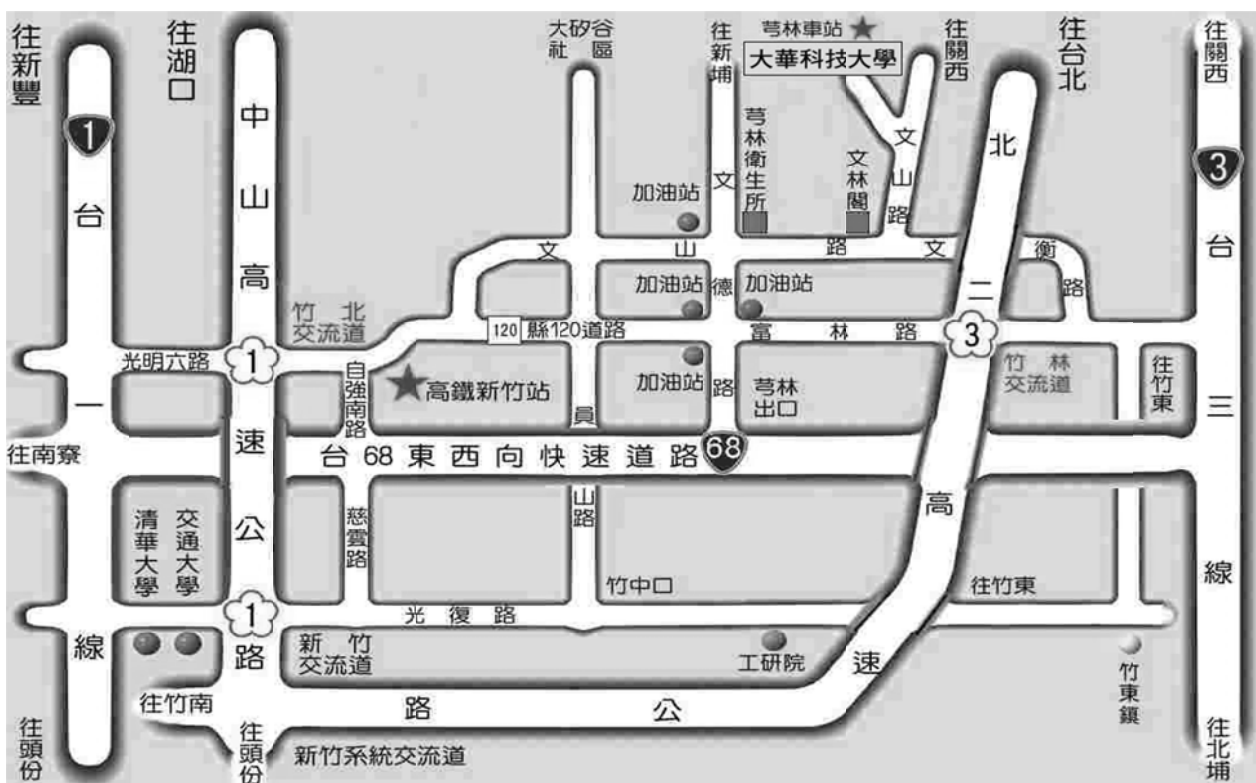 往新豐
往湖口
大矽谷
社區
往新埔
芎林車站
大華科技大學
往關西
往台北
往關西
1
台一線
中山高速公路
1
1
竹北
交流道
光明六路
自強南路
高鐵新竹站
120
縣120道路
文山路
加油站
加油站
加油站
加油站
文德路
芎林衛生所
文林閣
文山路
文衡路
富林路
北二高速公路
3
竹林
交流道
芎林
出口
往竹東
3
台三線
往南寮
台68東西向快速道路
68
員山路
慈雲路
清華大學
交通大學
光復路
竹中口
往竹東
新竹
交流道
工研院
竹東鎮
往竹南
往頭份
往頭份
新竹系統交流道
往北埔